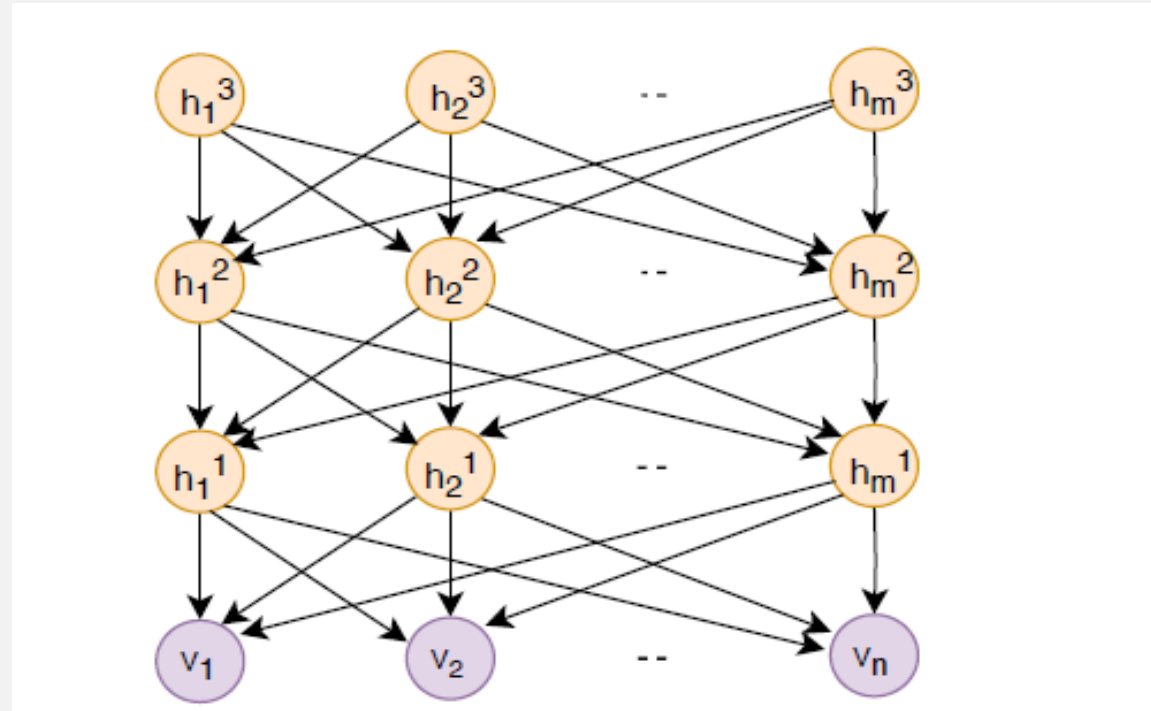 h₁³ h₂³ -- hₘ³
h₁² h₂² -- hₘ²
h₁¹ h₂¹ -- hₘ¹
v₁ v₂ -- vₙ